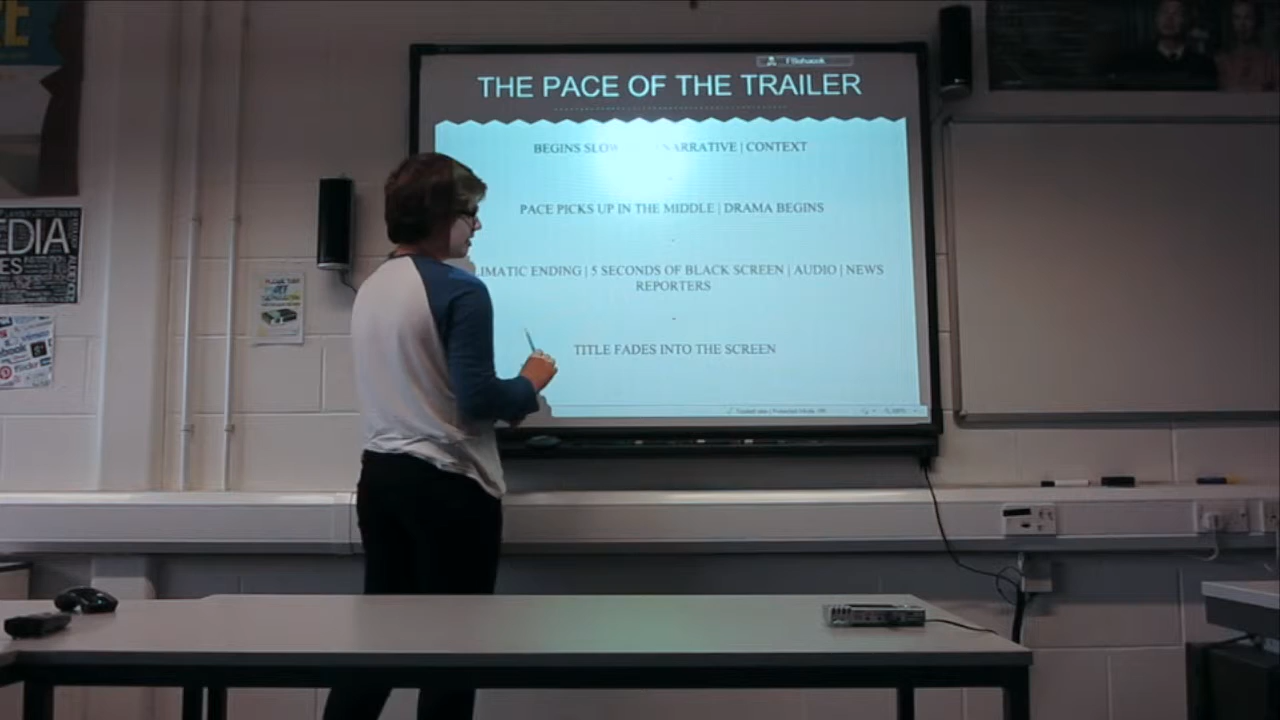 THE PACE OF THE TRAILER
BEGINS SLOW NARRATIVE | CONTEXT
PACE PICKS UP IN THE MIDDLE | DRAMA BEGINS
LIMATIC ENDING | 5 SECONDS OF BLACK SCREEN | AUDIO | NEWS
REPORTERS
TITLE FADES INTO THE SCREEN
EDIA
flickr